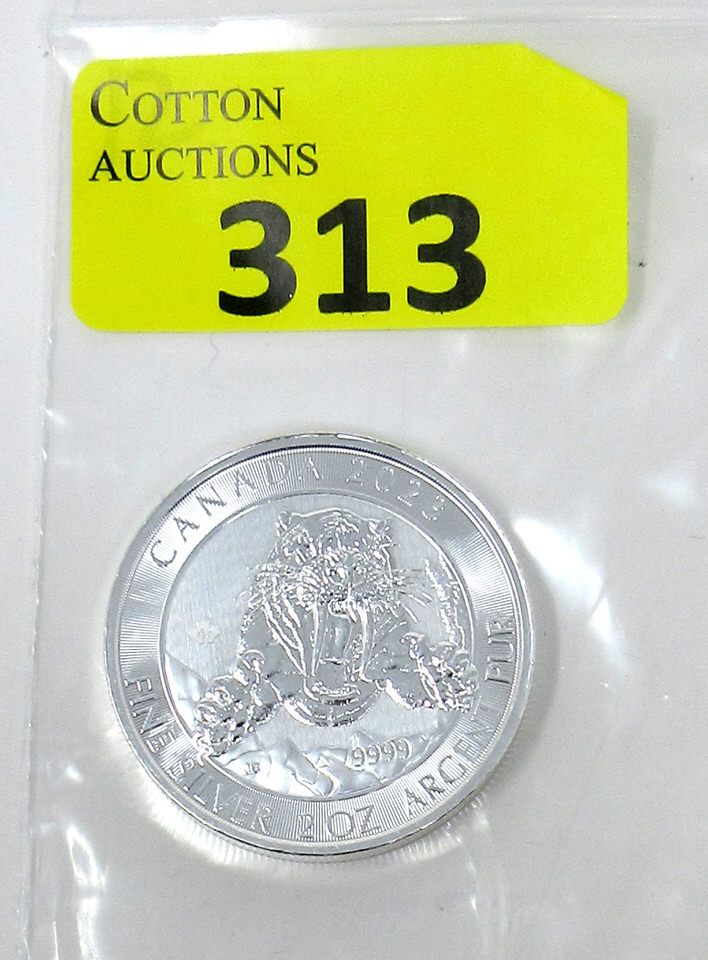 COTTON
AUCTIONS
313
CANADA 2023
9999
FINE SILVER 2 OZ ARGENT PUR